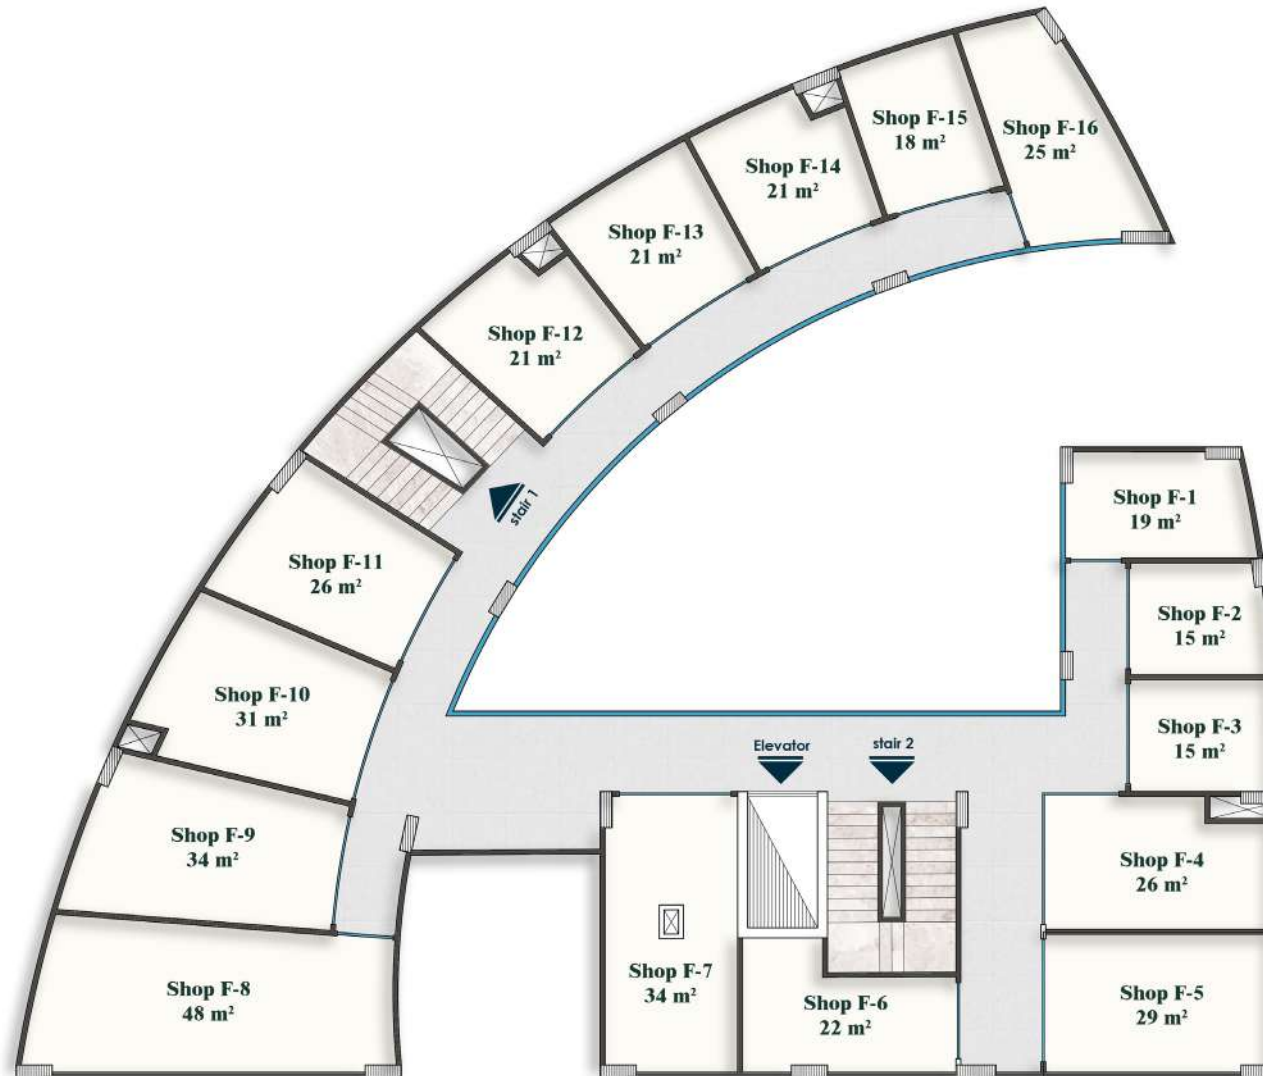 Shop F-15
18 m²
Shop F-16
25 m²
Shop F-14
21 m²
Shop F-13
21 m²
Shop F-12
21 m²
stair 1
Shop F-11
26 m²
Shop F-10
31 m²
Shop F-9
34 m²
Shop F-8
48 m²
Shop F-1
19 m²
Shop F-2
15 m²
Shop F-3
15 m²
Elevator
stair 2
Shop F-4
26 m²
Shop F-7
34 m²
Shop F-6
22 m²
Shop F-5
29 m²